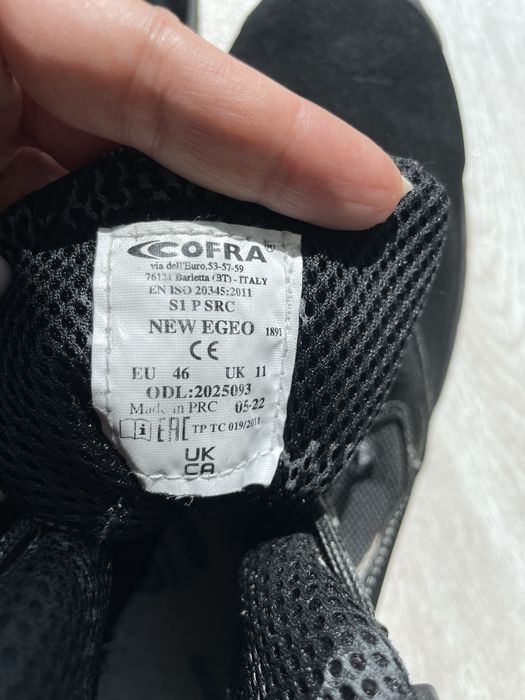 COFRA
via dell'Euro,53-57-59
76121 Barletta (BT) - ITALY
EN ISO 20345:2011
S1 P SRC
NEW EGEO 1891
CE
EU 46 UK 11
ODL:2025093
Made in PRC 05-22
i EAC TP TC 019/2011
UK
CA